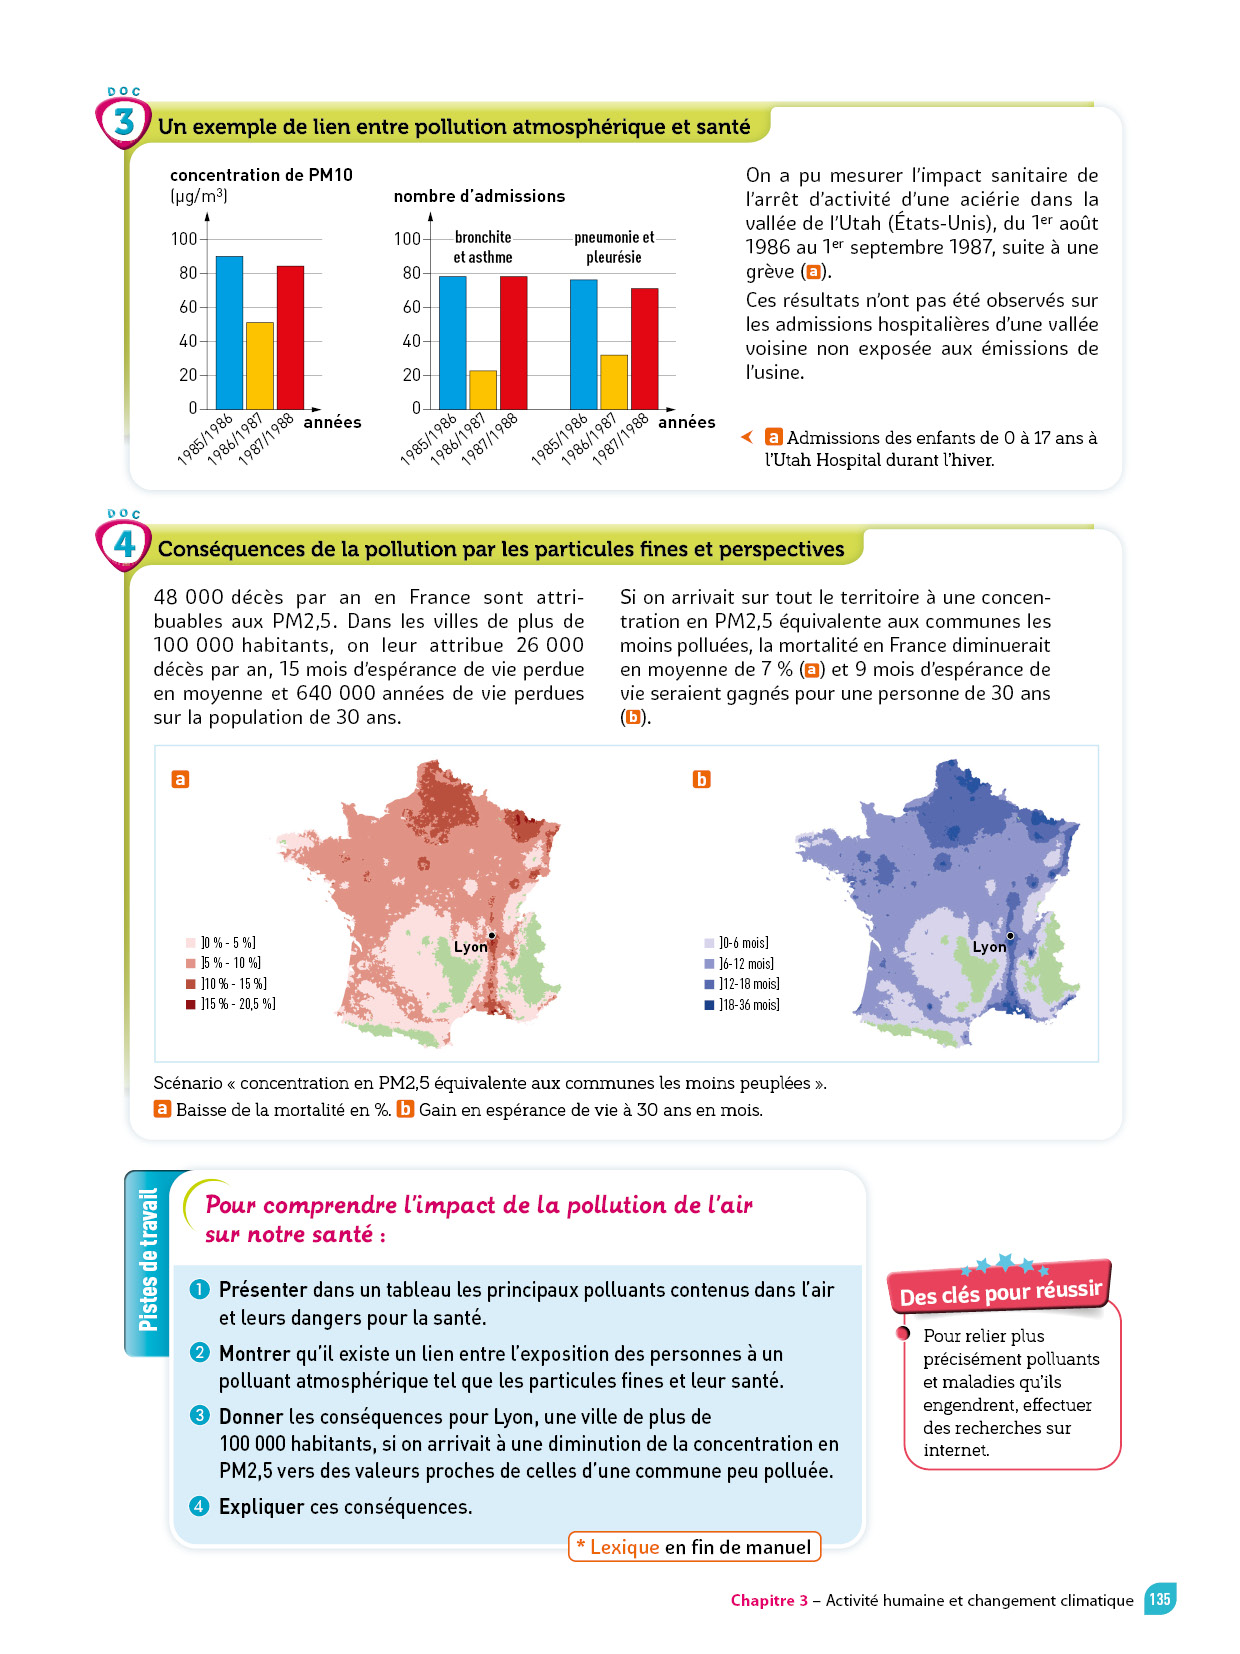 DOC
3
Un exemple de lien entre pollution atmosphérique et santé
concentration de PM10
(µg/m³)
100
80
60
40
20
0
1985/1986
1986/1987
1987/1988
années
nombre d'admissions
100
80
60
40
20
0
bronchite
et asthme
pneumonie et
pleurésie
1985/1986
1986/1987
1987/1988
1985/1986
1986/1987
1987/1988
années
On a pu mesurer l'impact sanitaire de
l'arrêt d'activité d'une aciérie dans la
vallée de l'Utah (États-Unis), du 1er août
1986 au 1er septembre 1987, suite à une
grève (a).
Ces résultats n'ont pas été observés sur
les admissions hospitalières d'une vallée
voisine non exposée aux émissions de
l'usine.
a Admissions des enfants de 0 à 17 ans à
l'Utah Hospital durant l'hiver.
DOC
4
Conséquences de la pollution par les particules fines et perspectives
48 000 décès par an en France sont attri-
buables aux PM2,5. Dans les villes de plus de
100 000 habitants, on leur attribue 26 000
décès par an, 15 mois d'espérance de vie perdue
en moyenne et 640 000 années de vie perdues
sur la population de 30 ans.
Si on arrivait sur tout le territoire à une concen-
tration en PM2,5 équivalente aux communes les
moins polluées, la mortalité en France diminuerait
en moyenne de 7 % (a) et 9 mois d'espérance de
vie seraient gagnés pour une personne de 30 ans
(b).
a
]0 % - 5 %]
]5 % - 10 %]
]10 % - 15 %]
]15 % - 20,5 %]
Lyon
b
]0-6 mois]
]6-12 mois]
]12-18 mois]
]18-36 mois]
Lyon
Scénario « concentration en PM2,5 équivalente aux communes les moins peuplées ».
a Baisse de la mortalité en %. b Gain en espérance de vie à 30 ans en mois.
Pistes de travail
Pour comprendre l'impact de la pollution de l'air
sur notre santé :
1 Présenter dans un tableau les principaux polluants contenus dans l'air
et leurs dangers pour la santé.
2 Montrer qu'il existe un lien entre l'exposition des personnes à un
polluant atmosphérique tel que les particules fines et leur santé.
3 Donner les conséquences pour Lyon, une ville de plus de
100 000 habitants, si on arrivait à une diminution de la concentration en
PM2,5 vers des valeurs proches de celles d'une commune peu polluée.
4 Expliquer ces conséquences.
* Lexique en fin de manuel
Des clés pour réussir
Pour relier plus
précisément polluants
et maladies qu'ils
engendrent, effectuer
des recherches sur
internet.
Chapitre 3 – Activité humaine et changement climatique 135